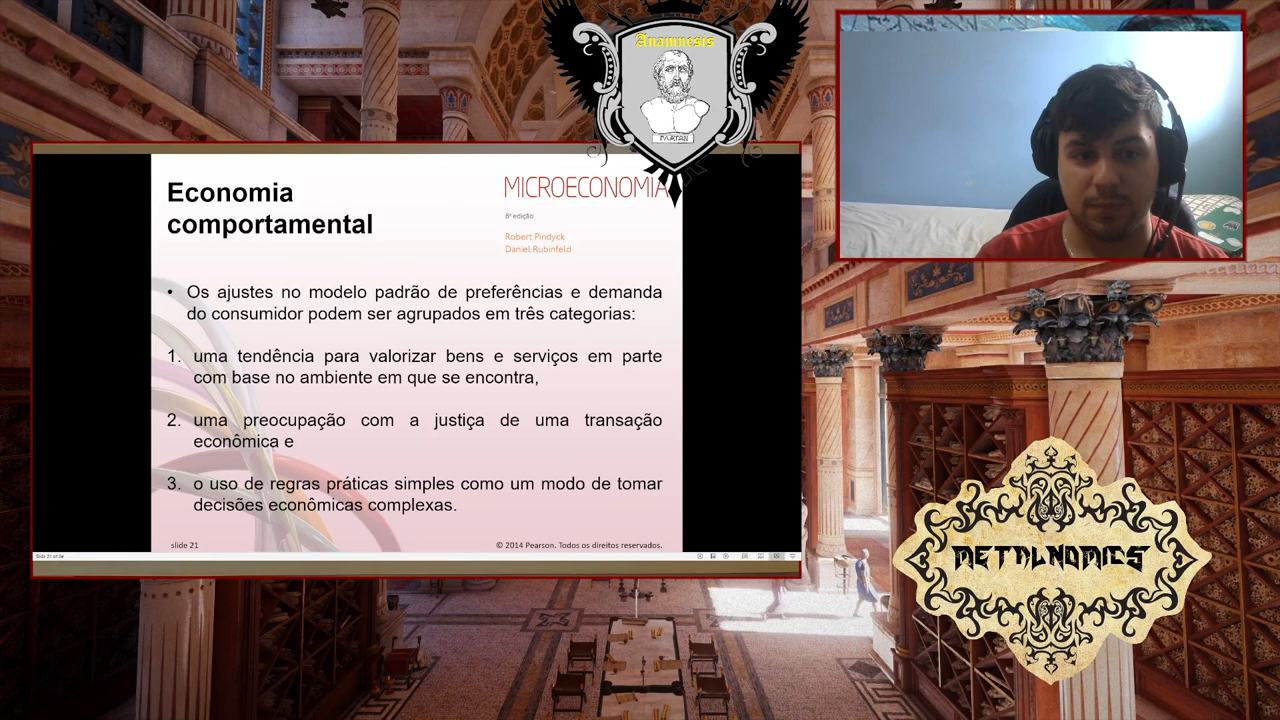 Anamnesis
ΠΛΑΤΩΝ
Economia
comportamental
MICROECONOMIA
8ª edição
Robert Pindyck
Daniel Rubinfeld
• Os ajustes no modelo padrão de preferências e demanda
do consumidor podem ser agrupados em três categorias:
1. uma tendência para valorizar bens e serviços em parte
com base no ambiente em que se encontra,
2. uma preocupação com a justiça de uma transação
econômica e
3. o uso de regras práticas simples como um modo de tomar
decisões econômicas complexas.
slide 21
© 2014 Pearson. Todos os direitos reservados.
METALNOMICS